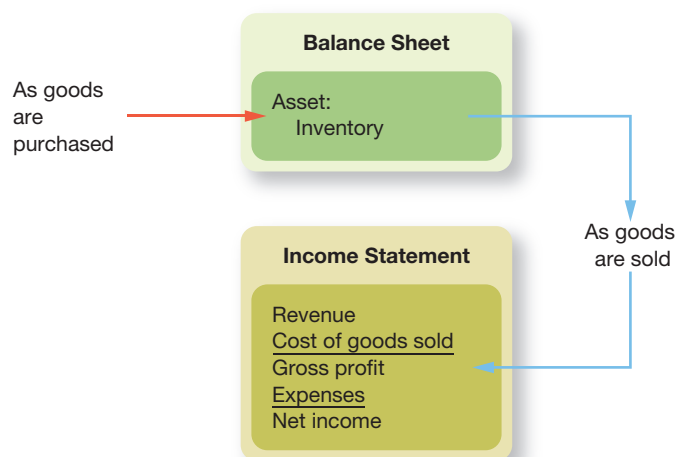 Balance Sheet
As goods
are
purchased
Asset:
Inventory
As goods
are sold
Income Statement
Revenue
Cost of goods sold
Gross profit
Expenses
Net income